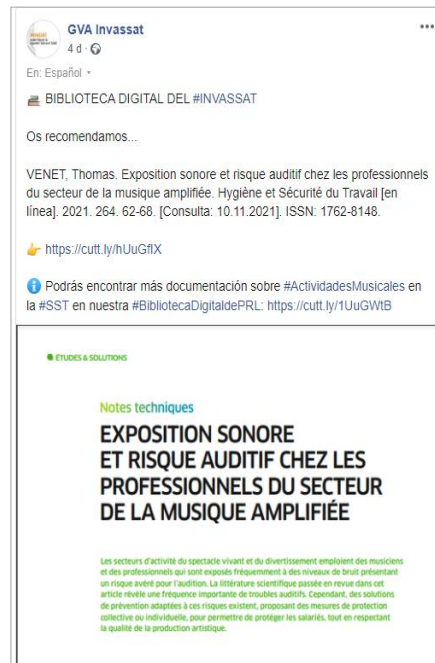 GVA Invassat
4 d
En: Español
BIBLIOTECA DIGITAL DEL #INVASSAT
Os recomendamos...
VENET, Thomas. Exposition sonore et risque auditif chez les professionnels
du secteur de la musique amplifiée. Hygiène et Sécurité du Travail [en
línea]. 2021. 264. 62-68. [Consulta: 10.11.2021]. ISSN: 1762-8148.
https://cutt.ly/hUuGflX
Podrás encontrar más documentación sobre #ActividadesMusicales en
la #SST en nuestra #BibliotecaDigitaldePRL: https://cutt.ly/1UuGWtB
ÉTUDES & SOLUTIONS
Notes techniques
EXPOSITION SONORE
ET RISQUE AUDITIF CHEZ LES
PROFESSIONNELS DU SECTEUR
DE LA MUSIQUE AMPLIFIÉE
Les secteurs d'activité du spectacle vivant et du divertissement emploient des musiciens
et des professionnels qui sont exposés fréquemment à des niveaux de bruit présentant
un risque avéré pour l'audition. La littérature scientifique passée en revue dans cet
article révèle une fréquence importante de troubles auditifs. Cependant, des solutions
de prévention adaptées à ces risques existent, proposant des mesures de protection
collective ou individuelle, pour permettre de protéger les salariés, tout en respectant
la qualité de la production artistique.